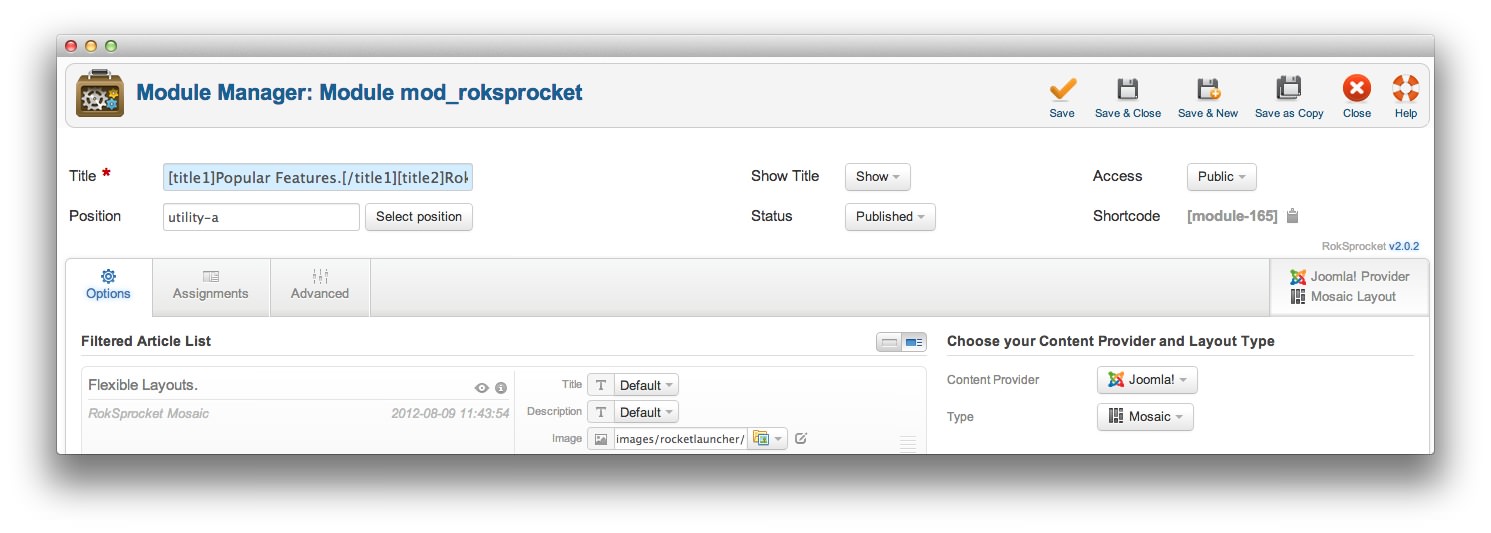 Module Manager: Module mod_roksprocket
Save
Save & Close
Save & New
Save as Copy
Close
Help
Title *
[title1]Popular Features.[/title1][title2]Rok
Show Title
Show
Access
Public
Position
utility-a
Select position
Status
Published
Shortcode
[module-165]
RokSprocket v2.0.2
Options
Assignments
Advanced
Joomla! Provider
Mosaic Layout
Filtered Article List
Choose your Content Provider and Layout Type
Flexible Layouts.
RokSprocket Mosaic
2012-08-09 11:43:54
Title
T
Default
Description
T
Default
Image
images/rocketlauncher/
Content Provider
Joomla!
Type
Mosaic